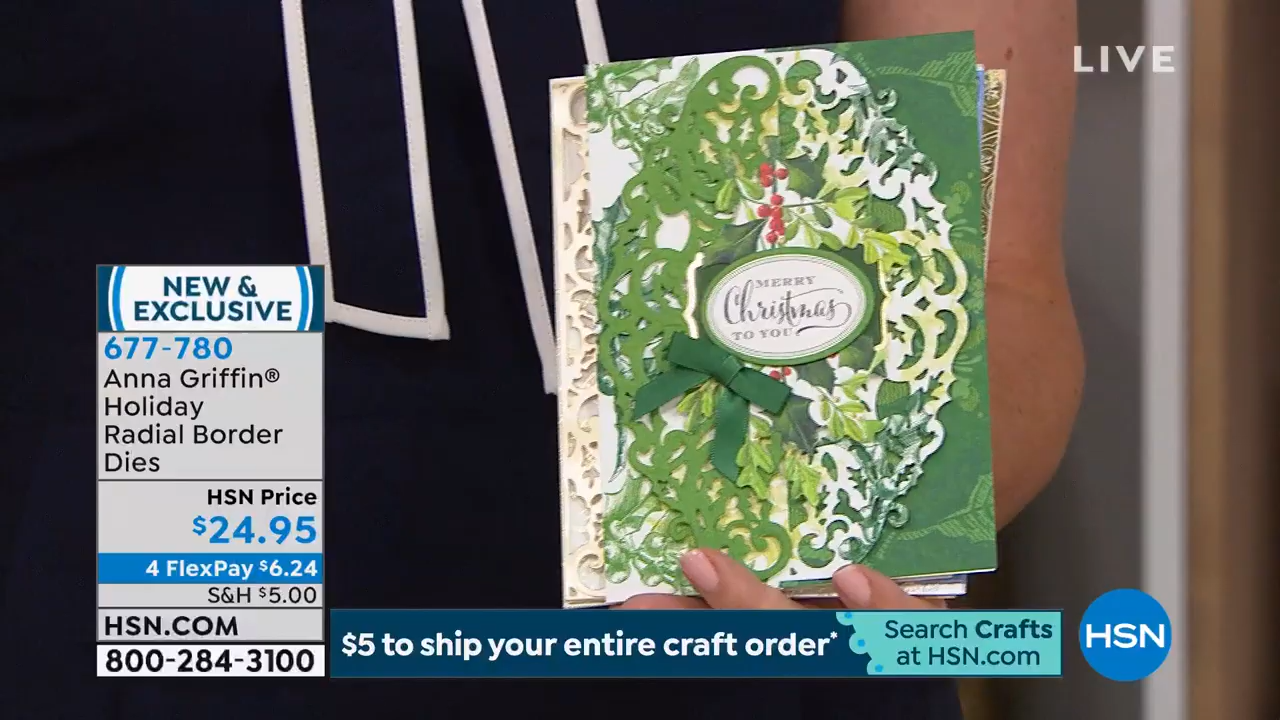 LIVE
NEW &
EXCLUSIVE
677-780
Anna Griffin®
Holiday
Radial Border
Dies
HSN Price
$24.95
4 FlexPay $6.24
S&H $5.00
HSN.COM
800-284-3100
MERRY
Christmas
TO YOU
$5 to ship your entire craft order*
Search Crafts
at HSN.com
HSN